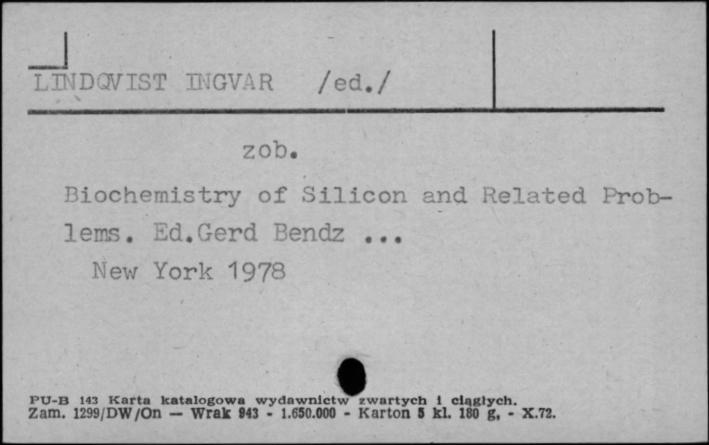 LINDQVIST INGVAR /ed./
zob.
Biochemistry of Silicon and Related Prob-
lems. Ed.Gerd Bendz ...
New York 1978
PU-B 143 Karta katalogowa wydawnictw zwartych i ciągłych.
Zam. 1299/DW/On — Wrak 943 - 1.650.000 - Karton 5 kl. 180 g. - X.72.